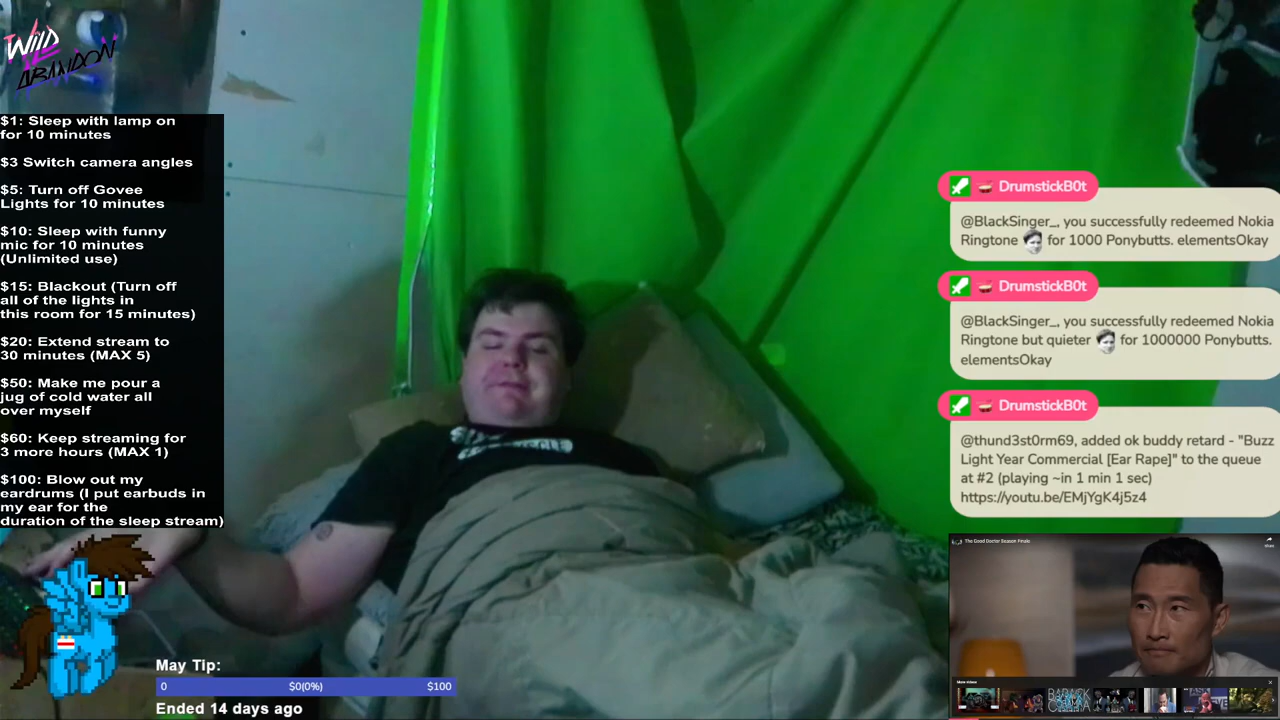 WiLD
ABANDON
$1: Sleep with lamp on
for 10 minutes
$3 Switch camera angles
$5: Turn off Govee
Lights for 10 minutes
$10: Sleep with funny
mic for 10 minutes
(Unlimited use)
$15: Blackout (Turn off
all of the lights in
this room for 15 minutes)
$20: Extend stream to
30 minutes (MAX 5)
$50: Make me pour a
jug of cold water all
over myself
$60: Keep streaming for
3 more hours (MAX 1)
$100: Blow out my
eardrums (I put earbuds in
my ear for the
duration of the sleep stream)
May Tip:
0 $0(0%) $100
Ended 14 days ago
DrumstickB0t
@BlackSinger_, you successfully redeemed Nokia
Ringtone for 1000 Ponybutts. elementsOkay
DrumstickB0t
@BlackSinger_, you successfully redeemed Nokia
Ringtone but quieter for 1000000 Ponybutts.
elementsOkay
DrumstickB0t
@thund3st0rm69, added ok buddy retard - "Buzz
Light Year Commercial [Ear Rape]" to the queue
at #2 (playing ~in 1 min 1 sec)
https://youtu.be/EMjYgK4j5z4
The Good Doctor Season Finale
Share
More videos
BARACK